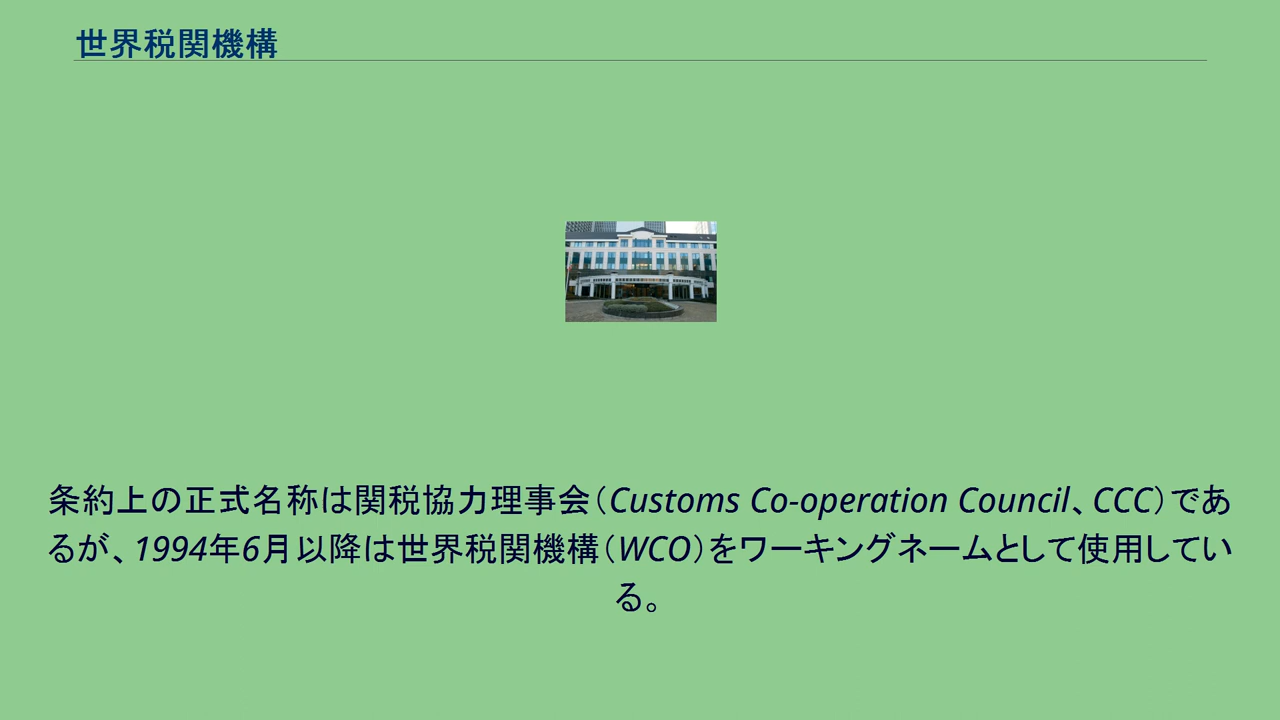 世界税関機構
条約上の正式名称は関税協力理事会（Customs Co-operation Council、CCC）であ
るが、1994年6月以降は世界税関機構（WCO）をワーキングネームとして使用してい
る。